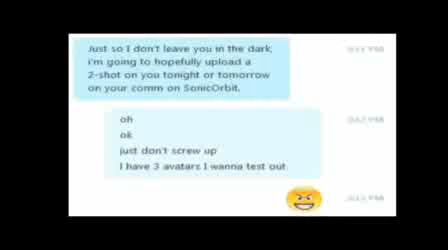 Just so I don't leave you in the dark,
i'm going to hopefully upload a
2-shot on you tonight or tomorrow
on your comm on SonicOrbit.
oh
ok
just don't screw up
I have 3 avatars I wanna test out